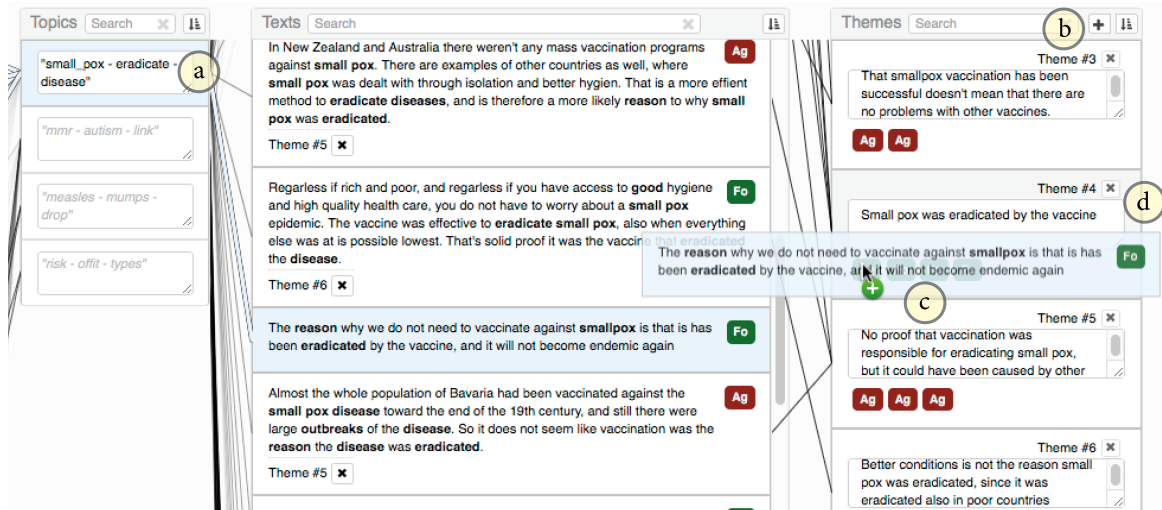 Topics Search
"small_pox - eradicate -
disease"
a
"mmr - autism - link"
"measles - mumps -
drop"
"risk - offit - types"
Texts Search
In New Zealand and Australia there weren't any mass vaccination programs
against small pox. There are examples of other countries as well, where
small pox was dealt with through isolation and better hygien. That is a more effient
method to eradicate diseases, and is therefore a more likely reason to why small
pox was eradicated.
Ag
Theme #5
Regarless if rich and poor, and regarless if you have access to good hygiene
and high quality health care, you do not have to worry about a small pox
epidemic. The vaccine was effective to eradicate small pox, also when everything
else was at is possible lowest. That's solid proof it was the vaccine that eradicated
the disease.
Fo
Theme #6
The reason why we do not need to vaccinate against smallpox is that is has
been eradicated by the vaccine, and it will not become endemic again
Fo
Almost the whole population of Bavaria had been vaccinated against the
small pox disease toward the end of the 19th century, and still there were
large outbreaks of the disease. So it does not seem like vaccination was the
reason the disease was eradicated.
Ag
Theme #5
Themes Search
b
Theme #3
That smallpox vaccination has been
successful doesn't mean that there are
no problems with other vaccines.
Ag Ag
Theme #4
d
Small pox was eradicated by the vaccine
The reason why we do not need to vaccinate against smallpox is that is has
been eradicated by the vaccine, and it will not become endemic again
Fo
c
Theme #5
No proof that vaccination was
responsible for eradicating small pox,
but it could have been caused by other
Ag Ag Ag
Theme #6
Better conditions is not the reason small
pox was eradicated, since it was
eradicated also in poor countries